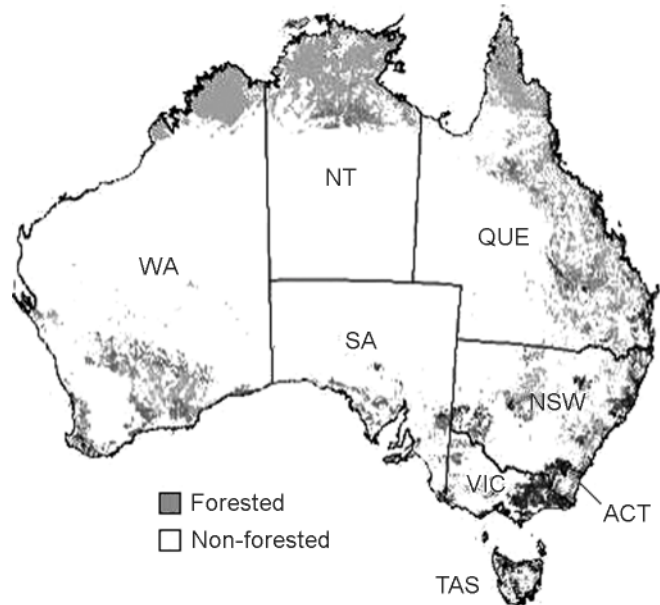 NT
QUE
WA
SA
NSW
VIC
ACT
TAS
Forested
Non-forested